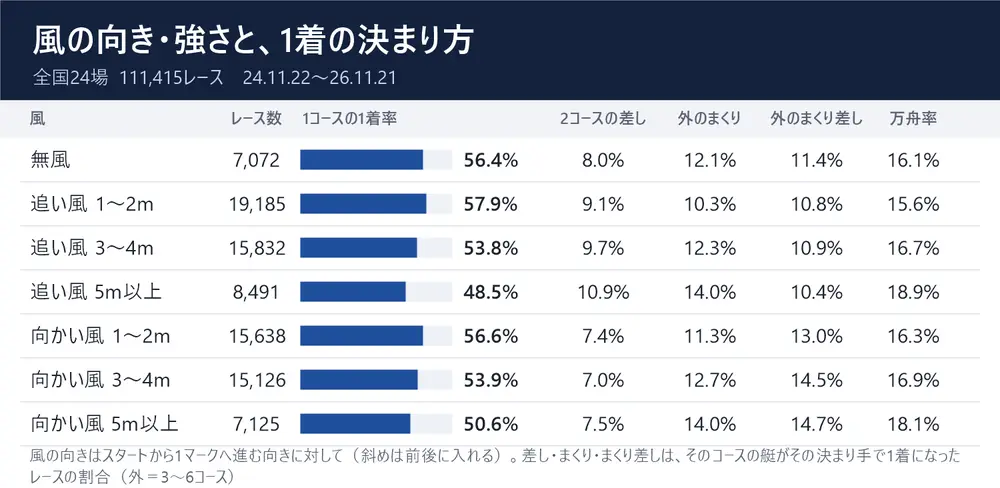 風の向き・強さと、1着の決まり方
全国24場 111,415レース 24.11.22～26.11.21
風 レース数 1コースの1着率 2コースの差し 外のまくり 外のまくり差し 万舟率
無風 7,072 56.4% 8.0% 12.1% 11.4% 16.1%
追い風 1～2m 19,185 57.9% 9.1% 10.3% 10.8% 15.6%
追い風 3～4m 15,832 53.8% 9.7% 12.3% 10.9% 16.7%
追い風 5m以上 8,491 48.5% 10.9% 14.0% 10.4% 18.9%
向かい風 1～2m 15,638 56.6% 7.4% 11.3% 13.0% 16.3%
向かい風 3～4m 15,126 53.9% 7.0% 12.7% 14.5% 16.9%
向かい風 5m以上 7,125 50.6% 7.5% 14.0% 14.7% 18.1%
風の向きはスタートから1マークへ進む向きに対して（斜めは前後に入れる）。差し・まくり・まくり差しは、そのコースの艇がその決まり手で1着になった
レースの割合（外＝3～6コース）